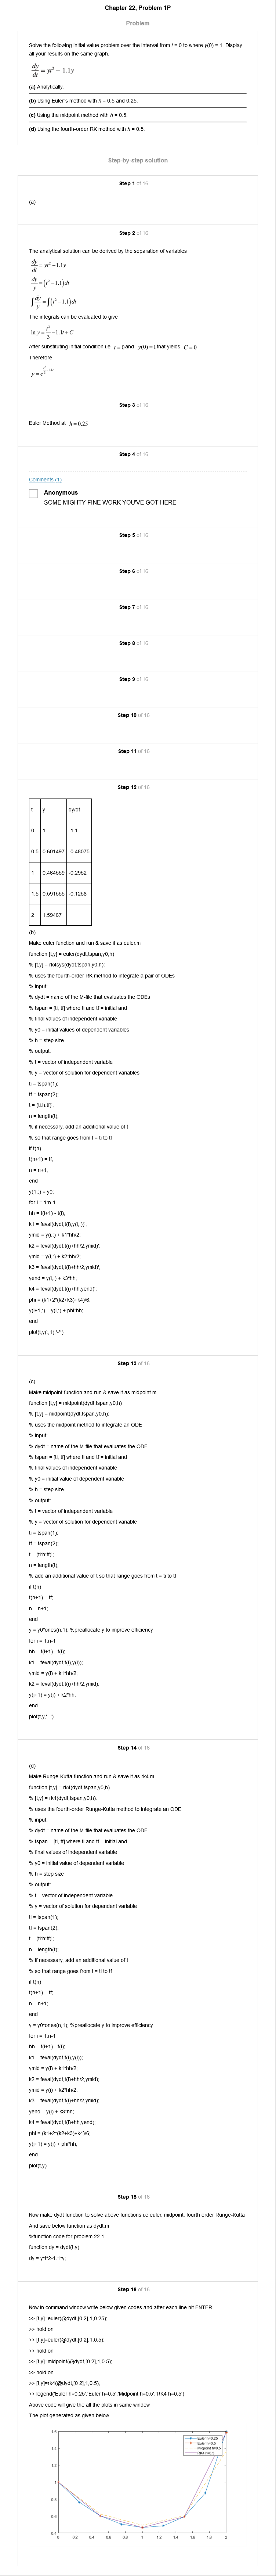 Chapter 22, Problem 1P
Problem
Solve the following initial value problem over the interval from t = 0 to where y(0) = 1. Display
all your results on the same graph.
dy/dt = yt² − 1.1y
(a) Analytically.
(b) Using Euler's method with h = 0.5 and 0.25.
(c) Using the midpoint method with h = 0.5.
(d) Using the fourth-order RK method with h = 0.5.
Step-by-step solution
Step 1 of 16
(a)
Step 2 of 16
The analytical solution can be derived by the separation of variables
dy/dt = yt² − 1.1y
dy/y = (t² − 1.1)dt
∫dy/y = ∫(t² − 1.1)dt
The integrals can be evaluated to give
ln y = t³/3 − 1.1t + C
After substituting initial condition i.e t = 0 and y(0) = 1 that yields C = 0
Therefore
y = e^(t³/3 − 1.1t)
Step 3 of 16
Euler Method at h = 0.25
Step 4 of 16
Comments (1)
Anonymous
SOME MIGHTY FINE WORK YOU'VE GOT HERE
Step 5 of 16
Step 6 of 16
Step 7 of 16
Step 8 of 16
Step 9 of 16
Step 10 of 16
Step 11 of 16
Step 12 of 16
t y dy/dt
0 1 -1.1
0.5 0.601497 -0.48075
1 0.464559 -0.2952
1.5 0.591555 -0.1258
2 1.59467
(b)
Make euler function and run & save it as euler.m
function [t,y] = euler(dydt,tspan,y0,h)
% [t,y] = rk4sys(dydt,tspan,y0,h):
% uses the fourth-order RK method to integrate a pair of ODEs
% input:
% dydt = name of the M-file that evaluates the ODEs
% tspan = [ti, tf] where ti and tf = initial and
% final values of independent variable
% y0 = initial values of dependent variables
% h = step size
% output:
% t = vector of independent variable
% y = vector of solution for dependent variables
ti = tspan(1);
tf = tspan(2);
t = (ti:h:tf)';
n = length(t);
% if necessary, add an additional value of t
% so that range goes from t = ti to tf
if t(n)
t(n+1) = tf;
n = n+1;
end
y(1,:) = y0;
for i = 1:n-1
hh = t(i+1) - t(i);
k1 = feval(dydt,t(i),y(i,:))';
ymid = y(i,:) + k1*hh/2;
k2 = feval(dydt,t(i)+hh/2,ymid)';
ymid = y(i,:) + k2*hh/2;
k3 = feval(dydt,t(i)+hh/2,ymid)';
yend = y(i,:) + k3*hh;
k4 = feval(dydt,t(i)+hh,yend)';
phi = (k1+2*(k2+k3)+k4)/6;
y(i+1,:) = y(i,:) + phi*hh;
end
plot(t,y(:,1),'-*')
Step 13 of 16
(c)
Make midpoint function and run & save it as midpoint.m
function [t,y] = midpoint(dydt,tspan,y0,h)
% [t,y] = midpoint(dydt,tspan,y0,h):
% uses the midpoint method to integrate an ODE
% input:
% dydt = name of the M-file that evaluates the ODE
% tspan = [ti, tf] where ti and tf = initial and
% final values of independent variable
% y0 = initial value of dependent variable
% h = step size
% output:
% t = vector of independent variable
% y = vector of solution for dependent variable
ti = tspan(1);
tf = tspan(2);
t = (ti:h:tf)';
n = length(t);
% add an additional value of t so that range goes from t = ti to tf
if t(n)
t(n+1) = tf;
n = n+1;
end
y = y0*ones(n,1); %preallocate y to improve efficiency
for i = 1:n-1
hh = t(i+1) - t(i);
k1 = feval(dydt,t(i),y(i));
ymid = y(i) + k1*hh/2;
k2 = feval(dydt,t(i)+hh/2,ymid);
y(i+1) = y(i) + k2*hh;
end
plot(t,y,'--')
Step 14 of 16
(d)
Make Runge-Kutta function and run & save it as rk4.m
function [t,y] = rk4(dydt,tspan,y0,h)
% [t,y] = rk4(dydt,tspan,y0,h):
% uses the fourth-order Runge-Kutta method to integrate an ODE
% input:
% dydt = name of the M-file that evaluates the ODE
% tspan = [ti, tf] where ti and tf = initial and
% final values of independent variable
% y0 = initial value of dependent variable
% h = step size
% output:
% t = vector of independent variable
% y = vector of solution for dependent variable
ti = tspan(1);
tf = tspan(2);
t = (ti:h:tf)';
n = length(t);
% if necessary, add an additional value of t
% so that range goes from t = ti to tf
if t(n)
t(n+1) = tf;
n = n+1;
end
y = y0*ones(n,1); %preallocate y to improve efficiency
for i = 1:n-1
hh = t(i+1) - t(i);
k1 = feval(dydt,t(i),y(i));
ymid = y(i) + k1*hh/2;
k2 = feval(dydt,t(i)+hh/2,ymid);
ymid = y(i) + k2*hh/2;
k3 = feval(dydt,t(i)+hh/2,ymid);
yend = y(i) + k3*hh;
k4 = feval(dydt,t(i)+hh,yend);
phi = (k1+2*(k2+k3)+k4)/6;
y(i+1) = y(i) + phi*hh;
end
plot(t,y)
Step 15 of 16
Now make dydt function to solve above functions i.e euler, midpoint, fourth order Runge-Kutta
And save below function as dydt.m
%function code for problem 22.1
function dy = dydt(t,y)
dy = y*t^2-1.1*y;
Step 16 of 16
Now in command window write below given codes and after each line hit ENTER.
>> [t,y]=euler(@dydt,[0 2],1,0.25);
>> hold on
>> [t,y]=euler(@dydt,[0 2],1,0.5);
>> hold on
>> [t,y]=midpoint(@dydt,[0 2],1,0.5);
>> hold on
>> [t,y]=rk4(@dydt,[0 2],1,0.5);
>> legend('Euler h=0.25','Euler h=0.5','Midpoint h=0.5','RK4 h=0.5')
Above code will give the all the plots in same window
The plot generated as given below.
1.6
Euler h=0.25
Euler h=0.5
Midpoint h=0.5
RK4 h=0.5
1.4
1.2
1
0.8
0.6
0.4
0 0.2 0.4 0.6 0.8 1 1.2 1.4 1.6 1.8 2